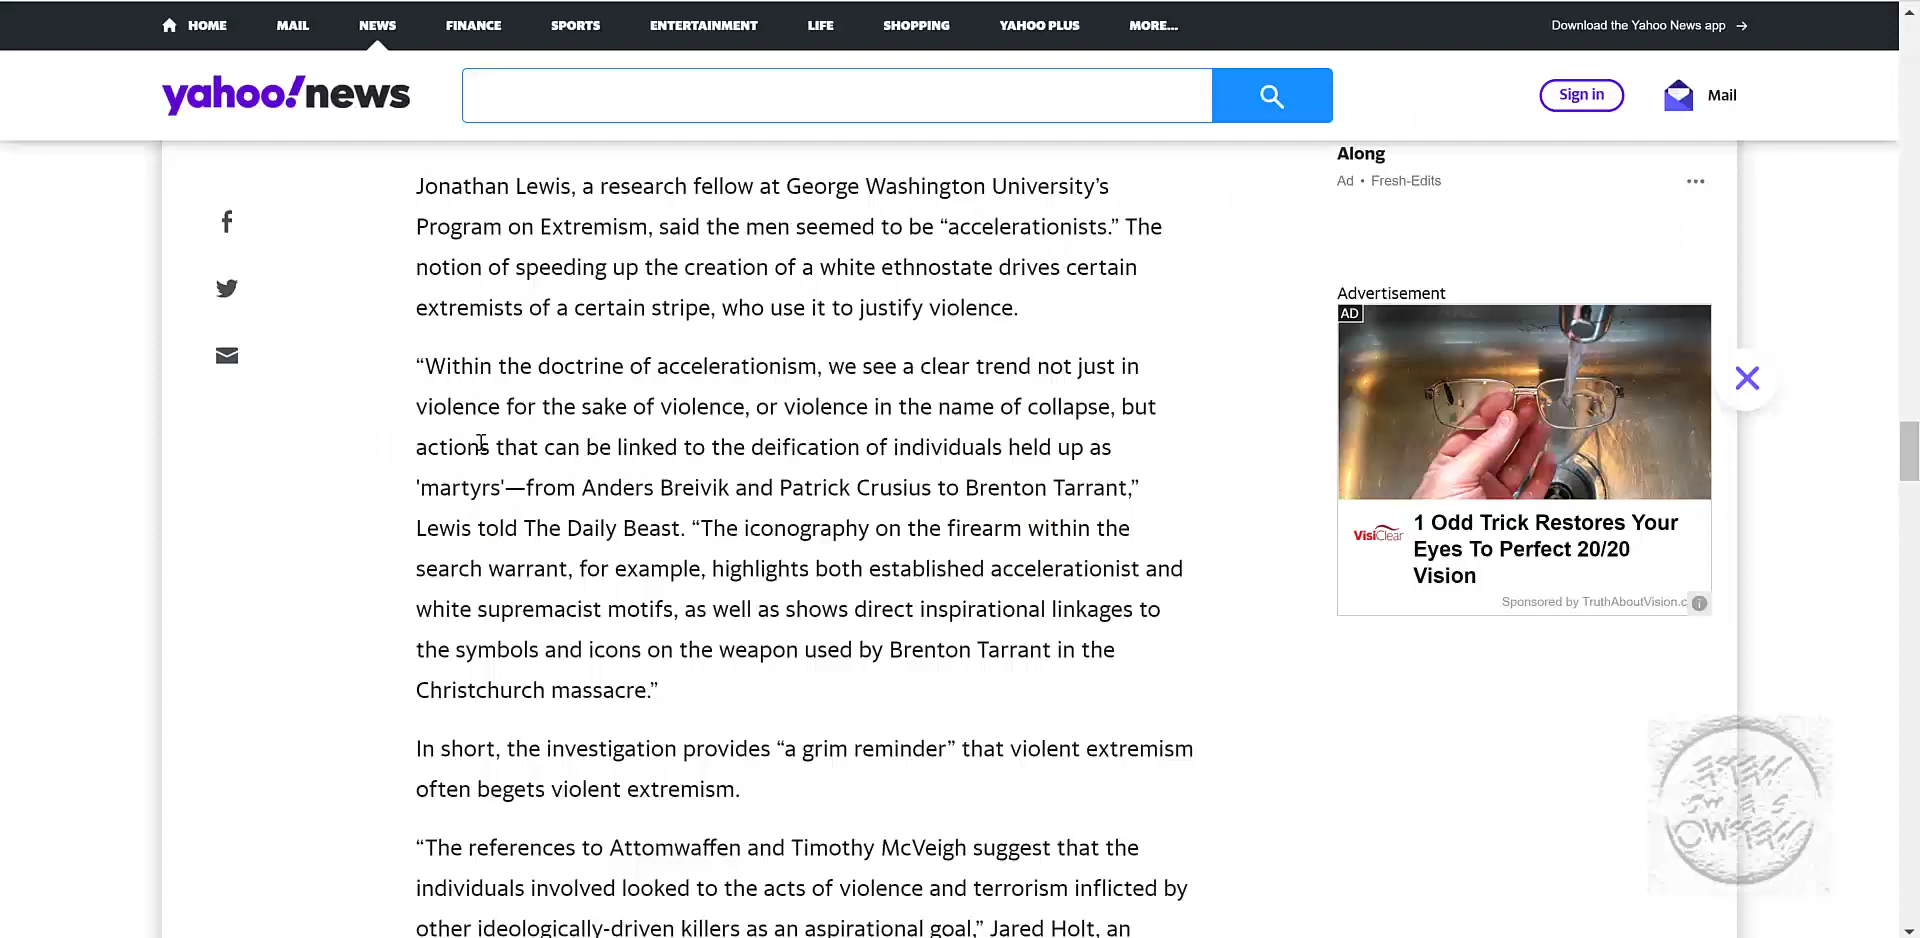 HOME MAIL NEWS FINANCE SPORTS ENTERTAINMENT LIFE SHOPPING YAHOO PLUS MORE... Download the Yahoo News app →
yahoo!news
Sign in
Mail
Jonathan Lewis, a research fellow at George Washington University’s
Program on Extremism, said the men seemed to be “accelerationists.” The
notion of speeding up the creation of a white ethnostate drives certain
extremists of a certain stripe, who use it to justify violence.
“Within the doctrine of accelerationism, we see a clear trend not just in
violence for the sake of violence, or violence in the name of collapse, but
actions that can be linked to the deification of individuals held up as
'martyrs'—from Anders Breivik and Patrick Crusius to Brenton Tarrant,”
Lewis told The Daily Beast. “The iconography on the firearm within the
search warrant, for example, highlights both established accelerationist and
white supremacist motifs, as well as shows direct inspirational linkages to
the symbols and icons on the weapon used by Brenton Tarrant in the
Christchurch massacre.”
In short, the investigation provides “a grim reminder” that violent extremism
often begets violent extremism.
“The references to Attomwaffen and Timothy McVeigh suggest that the
individuals involved looked to the acts of violence and terrorism inflicted by
other ideologically-driven killers as an aspirational goal,” Jared Holt, an
Along
Ad • Fresh-Edits
Advertisement
AD
VisiClear
1 Odd Trick Restores Your
Eyes To Perfect 20/20
Vision
Sponsored by TruthAboutVision.c